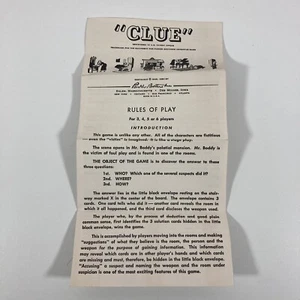 "CLUE"
Parker Brothers Inc.
RULES OF PLAY
For 3, 4, 5 or 6 players
INTRODUCTION
This game is unlike any other. All of the characters are fictitious
— even the "victim" is imaginary. It is like a stage play.
The scene opens in Mr. Boddy's palatial mansion. Mr. Boddy is
the victim of foul play and is found in one of the rooms.
THE OBJECT OF THE GAME is to discover the answer to these
three questions:
1st. WHO? Which one of the several suspects did it?
2nd. WHERE?
3rd. HOW?
The answer lies in the little black envelope resting on the stair-
way marked X in the center of the board. The envelope contains 3
cards. One card tells who did it — another card reveals the room in
which it all happened, and the third card discloses the weapon used.
The player who, by the process of deduction and good plain
common sense, first identifies the 3 solution cards hidden in the little
black envelope, wins the game.
This is accomplished by players moving into the rooms and making
"suggestions" of what they believe is the room, the person and the
weapon for the purpose of gaining information. This information
may reveal which cards are in other player's hands and which cards
are missing and must, therefore, be hidden in the little black envelope.
"Accusing" a suspect and naming the weapon and the room under
suspicion is one of the most exciting features of this game.